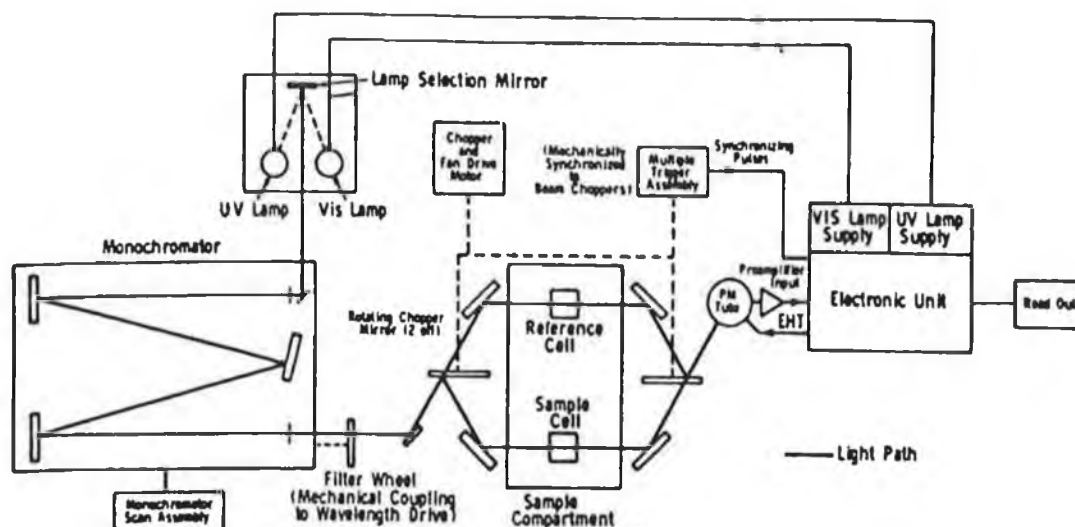 Lamp Selection Mirror
UV Lamp
Vis Lamp
Chopper
and
Fan Drive
Motor
(Mechanically
Synchronized
to
Beam Choppers)
Multiple
Trigger
Assembly
Synchronizing
Pulses
VIS Lamp
Supply
UV Lamp
Supply
Monochromator
Rotating Chopper
Mirror (2 off)
Reference
Cell
PM
Tube
Preamplifier
Input
EHT
Electronic Unit
Read Out
Sample
Cell
Filter Wheel
(Mechanical Coupling
to Wavelength Drive)
Sample
Compartment
Light Path
Monochromator
Scan Assembly